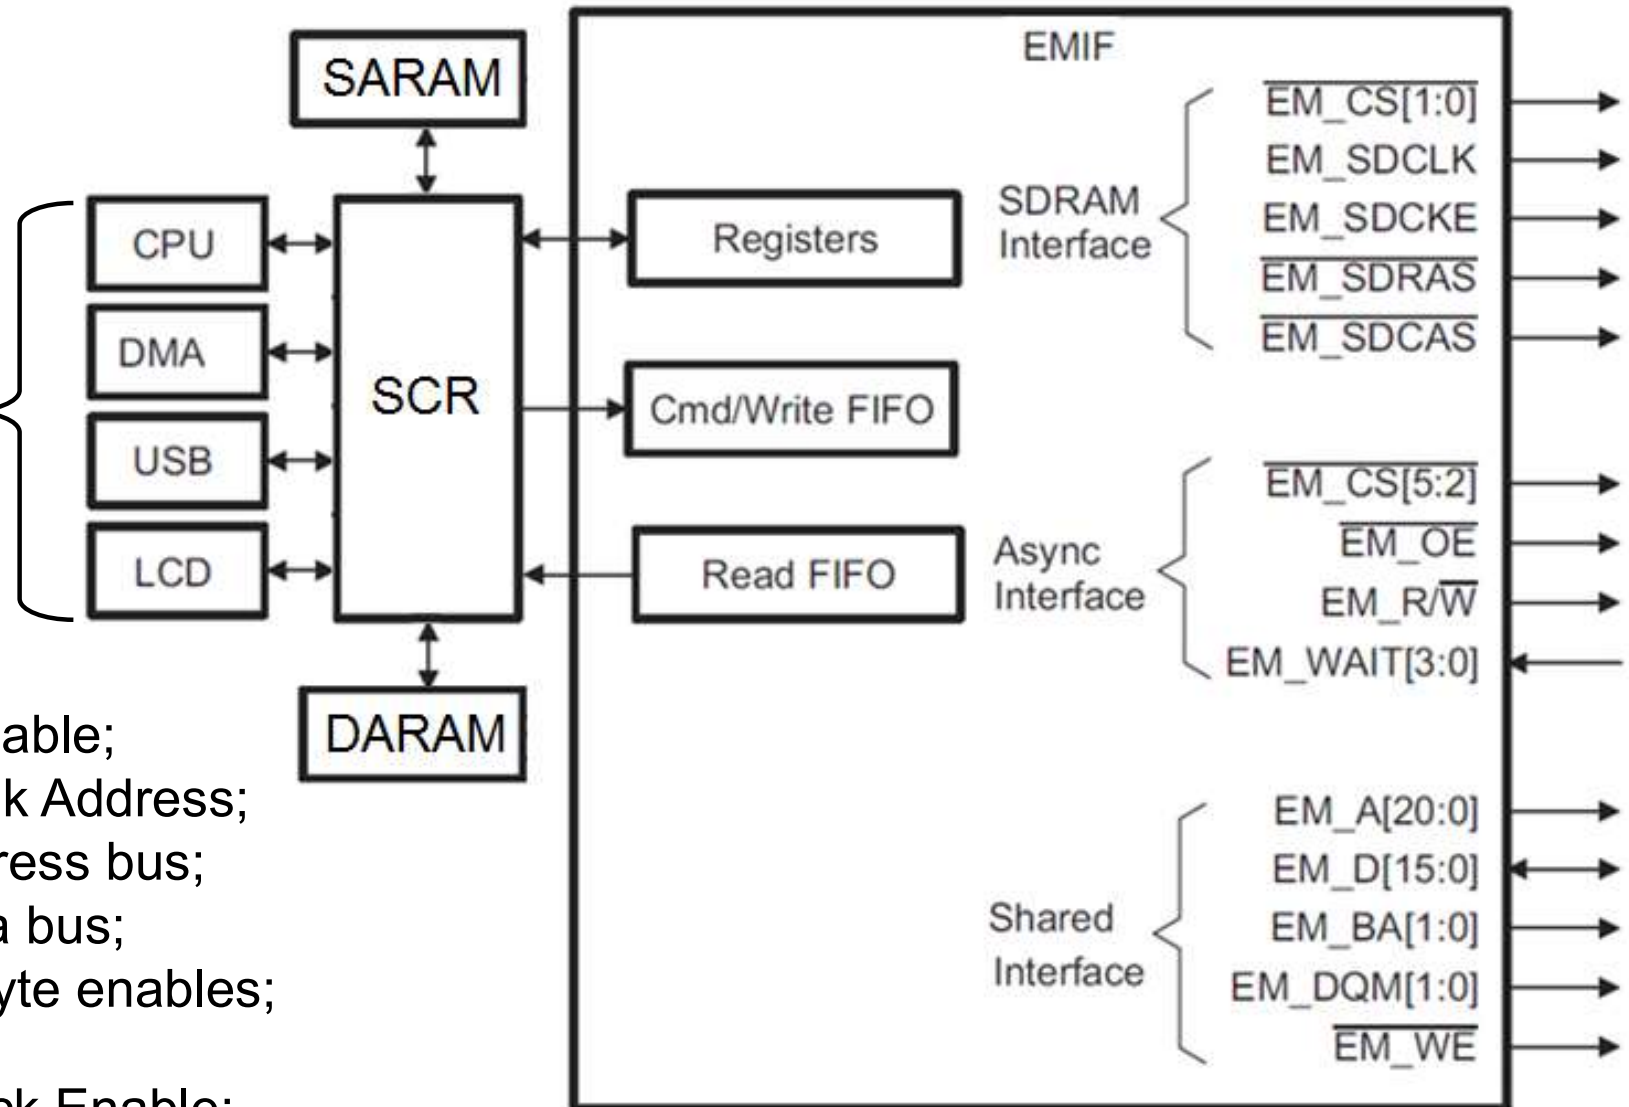 EMIF
SARAM
CPU
DMA
USB
LCD
SCR
DARAM
Registers
Cmd/Write FIFO
Read FIFO
SDRAM
Interface
EM_CS[1:0]
EM_SDCLK
EM_SDCKE
EM_SDRAS
EM_SDCAS
Async
Interface
EM_CS[5:2]
EM_OE
EM_R/W
EM_WAIT[3:0]
Shared
Interface
EM_A[20:0]
EM_D[15:0]
EM_BA[1:0]
EM_DQM[1:0]
EM_WE
able;
k Address;
ress bus;
a bus;
yte enables;
ck Enable;